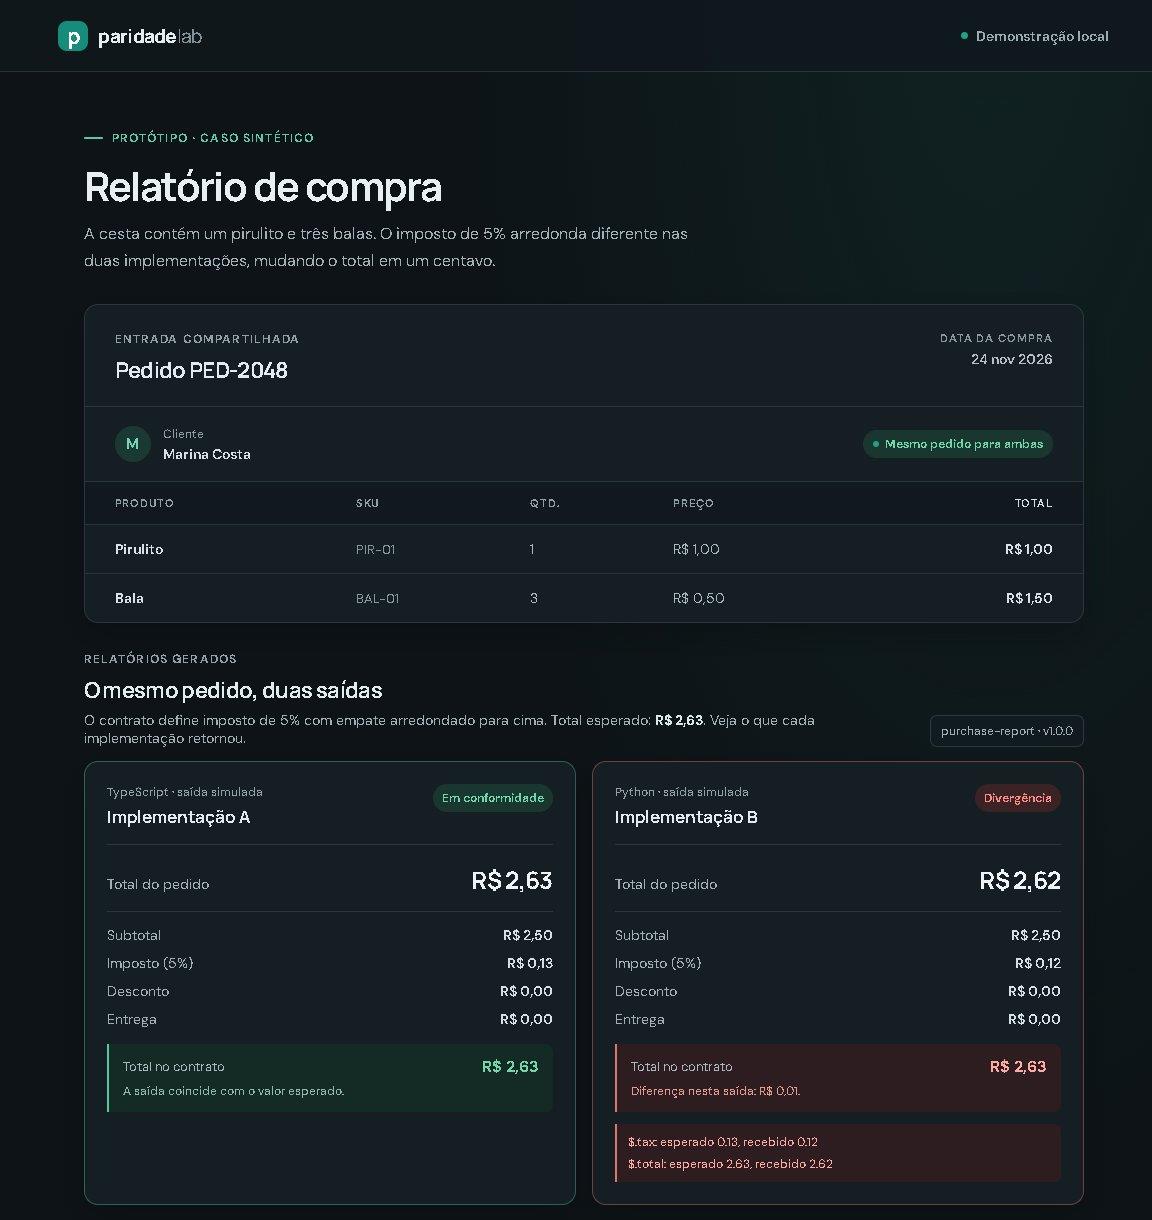 p paridadelab
Demonstração local
PROTÓTIPO · CASO SINTÉTICO
Relatório de compra
A cesta contém um pirulito e três balas. O imposto de 5% arredonda diferente nas
duas implementações, mudando o total em um centavo.
ENTRADA COMPARTILHADA
Pedido PED-2048
DATA DA COMPRA
24 nov 2026
M
Cliente
Marina Costa
Mesmo pedido para ambas
PRODUTO SKU QTD. PREÇO TOTAL
Pirulito PIR-01 1 R$ 1,00 R$ 1,00
Bala BAL-01 3 R$ 0,50 R$ 1,50
RELATÓRIOS GERADOS
O mesmo pedido, duas saídas
O contrato define imposto de 5% com empate arredondado para cima. Total esperado: R$ 2,63. Veja o que cada
implementação retornou.
purchase-report · v1.0.0
TypeScript · saída simulada
Implementação A
Em conformidade
Total do pedido R$ 2,63
Subtotal R$ 2,50
Imposto (5%) R$ 0,13
Desconto R$ 0,00
Entrega R$ 0,00
Total no contrato R$ 2,63
A saída coincide com o valor esperado.
Python · saída simulada
Implementação B
Divergência
Total do pedido R$ 2,62
Subtotal R$ 2,50
Imposto (5%) R$ 0,12
Desconto R$ 0,00
Entrega R$ 0,00
Total no contrato R$ 2,63
Diferença nesta saída: R$ 0,01.
$.tax: esperado 0.13, recebido 0.12
$.total: esperado 2.63, recebido 2.62